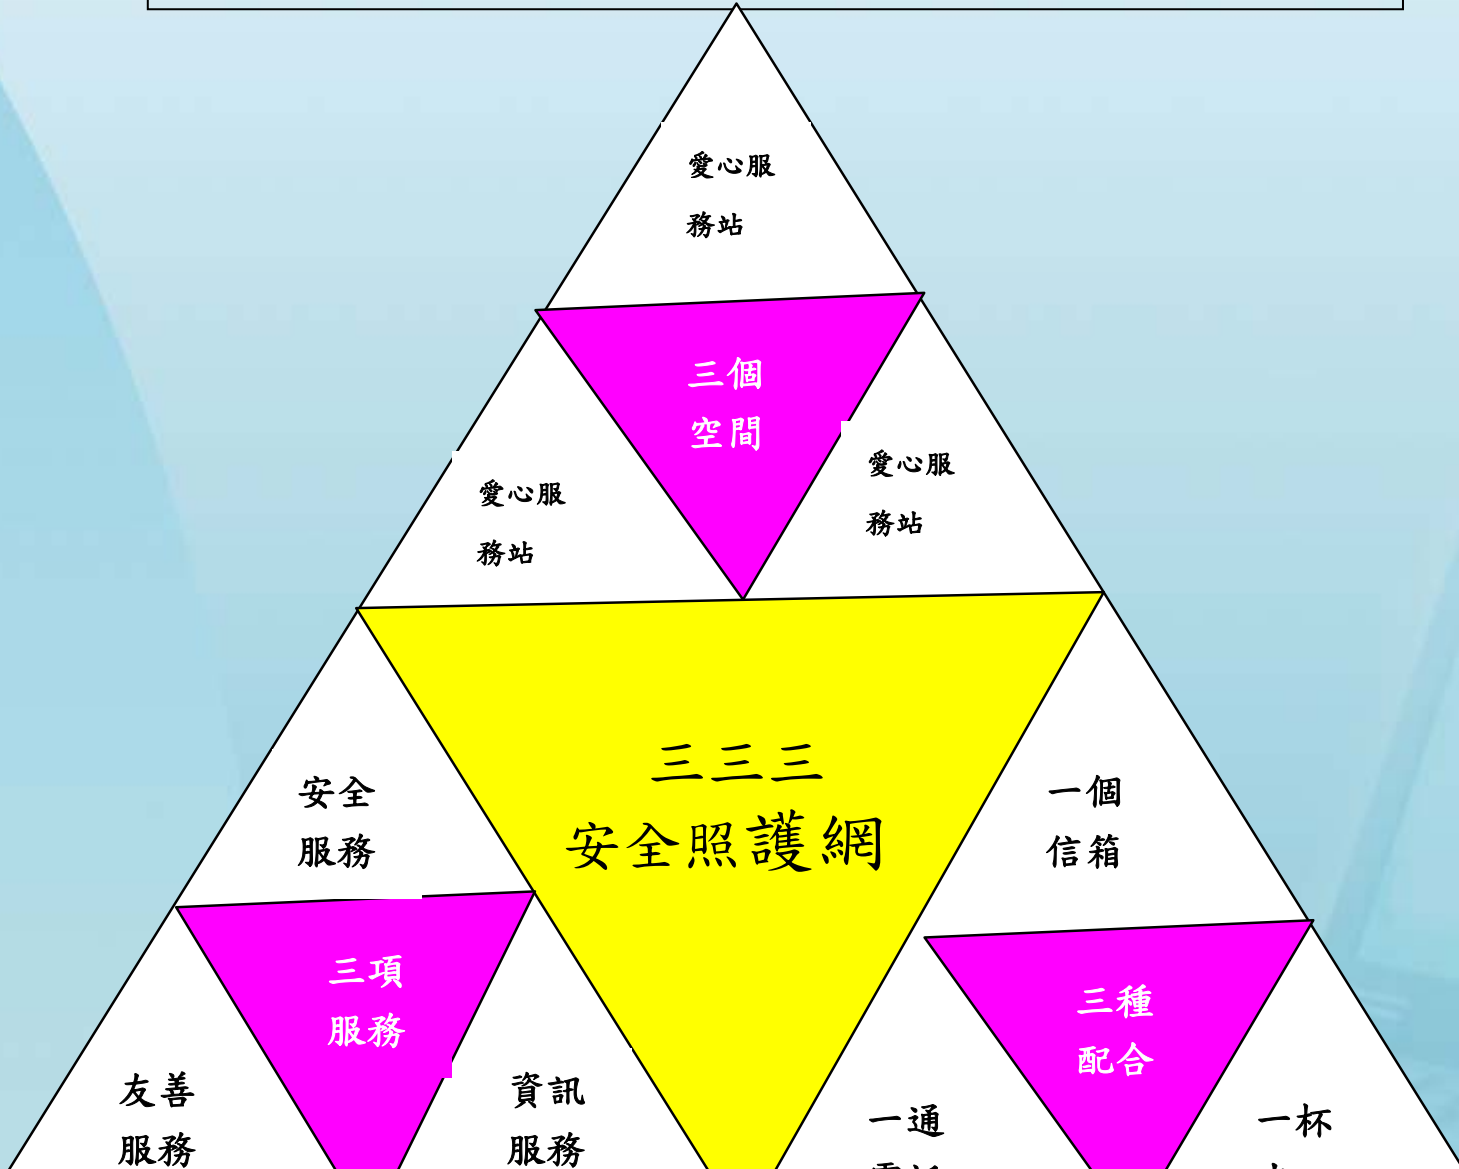 愛心服
務站
三個
空間
愛心服
務站
愛心服
務站
三三三
安全照護網
安全
服務
一個
信箱
三項
服務
三種
配合
友善
服務
資訊
服務
一通
一杯